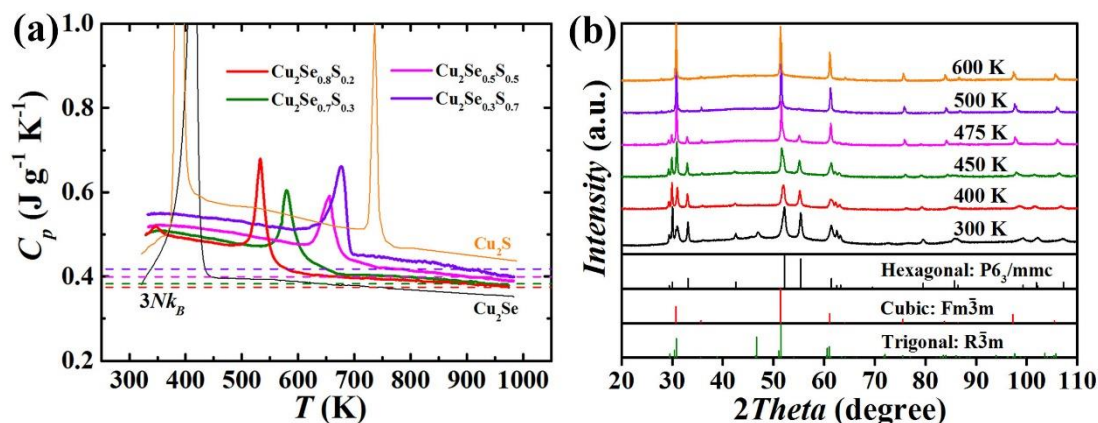 (a)
1.0
0.8
0.6
0.4
0.2
C_p (J g⁻¹ K⁻¹)
Cu₂Se₀.₈S₀.₂
Cu₂Se₀.₇S₀.₃
Cu₂Se₀.₅S₀.₅
Cu₂Se₀.₃S₀.₇
Cu₂S
Cu₂Se
3Nk_B
300 400 500 600 700 800 900 1000
T (K)
(b)
Intensity (a.u.)
600 K
500 K
475 K
450 K
400 K
300 K
Hexagonal: P6₃/mmc
Cubic: Fm3̅m
Trigonal: R3̅m
20 30 40 50 60 70 80 90 100 110
2Theta (degree)